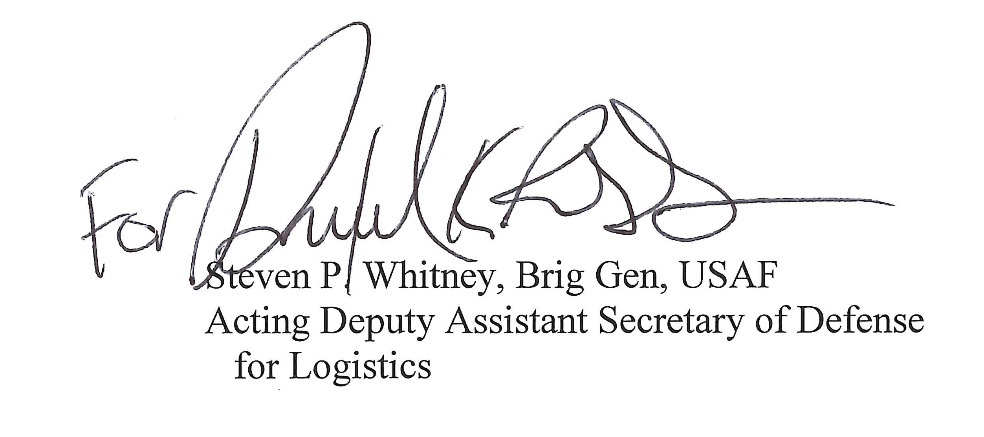 For
Steven P. Whitney, Brig Gen, USAF
Acting Deputy Assistant Secretary of Defense
for Logistics